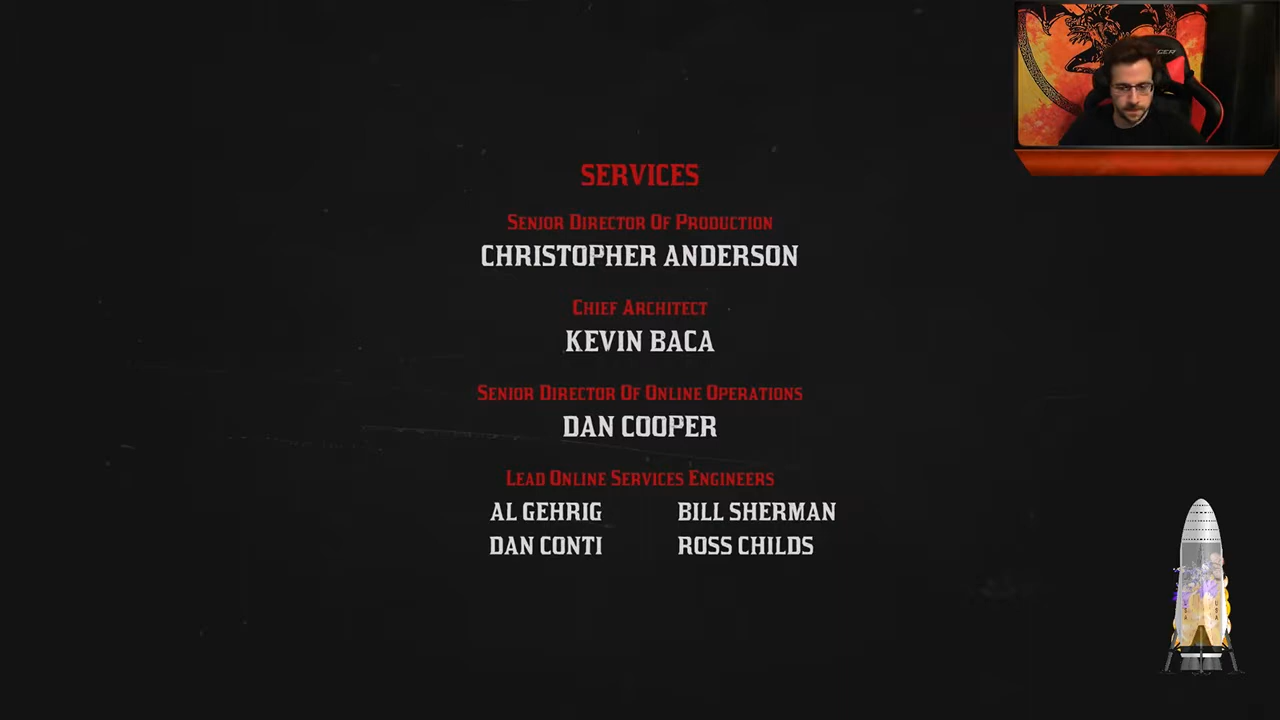 SERVICES
SENIOR DIRECTOR OF PRODUCTION
CHRISTOPHER ANDERSON
CHIEF ARCHITECT
KEVIN BACA
SENIOR DIRECTOR OF ONLINE OPERATIONS
DAN COOPER
LEAD ONLINE SERVICES ENGINEERS
AL GEHRIG BILL SHERMAN
DAN CONTI ROSS CHILDS